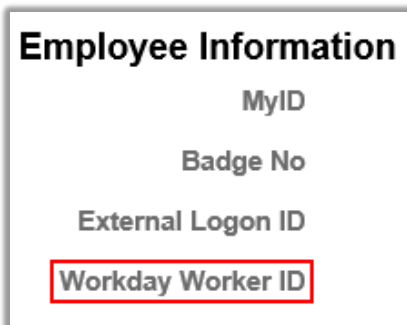 Employee Information
MyID
Badge No
External Logon ID
Workday Worker ID